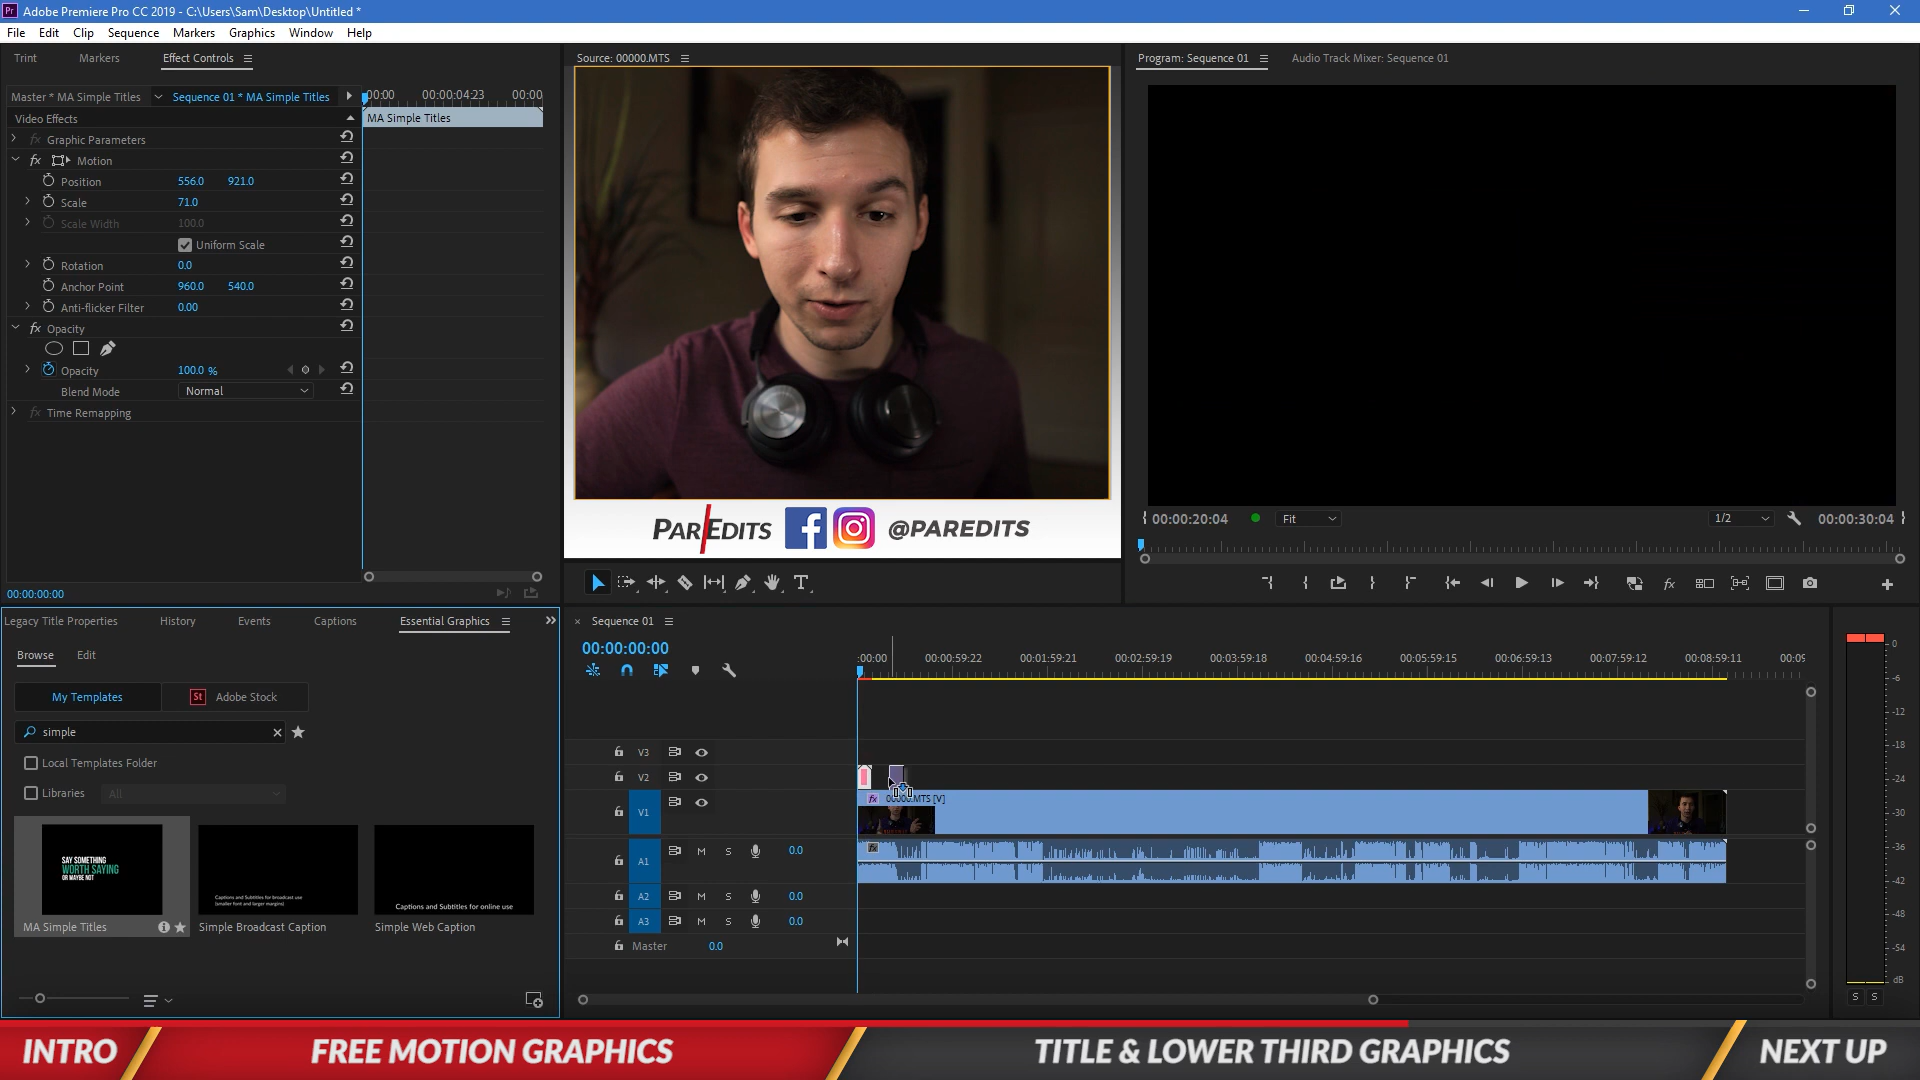 Adobe Premiere Pro CC 2019 - C:\Users\Sam\Desktop\Untitled *
File Edit Clip Sequence Markers Graphics Window Help
Trint Markers Effect Controls
Source: 00000.MTS
Program: Sequence 01 Audio Track Mixer: Sequence 01
Master * MA Simple Titles Sequence 01 * MA Simple Titles
:00:00 00:00:04:23 00:00
Video Effects
MA Simple Titles
fx Graphic Parameters
fx Motion
Position 556.0 921.0
Scale 71.0
Scale Width 100.0
Uniform Scale
Rotation 0.0
Anchor Point 960.0 540.0
Anti-flicker Filter 0.00
fx Opacity
Opacity 100.0 %
Blend Mode Normal
fx Time Remapping
00:00:00:00
PAR/EDITS @PAREDITS
00:00:20:04 Fit 1/2 00:00:30:04
Legacy Title Properties History Events Captions Essential Graphics
Browse Edit
My Templates St Adobe Stock
simple
Local Templates Folder
Libraries All
SAY SOMETHING
WORTH SAYING
OR MAYBE NOT
Captions and Subtitles for broadcast use
(smaller font and larger margins)
Captions and Subtitles for online use
MA Simple Titles Simple Broadcast Caption Simple Web Caption
Sequence 01
00:00:00:00
:00:00 00:00:59:22 00:01:59:21 00:02:59:19 00:03:59:18 00:04:59:16 00:05:59:15 00:06:59:13 00:07:59:12 00:08:59:11 00:09
V3
V2
V1
fx 00000.MTS [V]
A1 M S 0.0
fx
A2 M S 0.0
A3 M S 0.0
Master 0.0
0
-6
-12
-18
-24
-30
-36
-42
-48
-54
dB
S S
INTRO FREE MOTION GRAPHICS TITLE & LOWER THIRD GRAPHICS NEXT UP